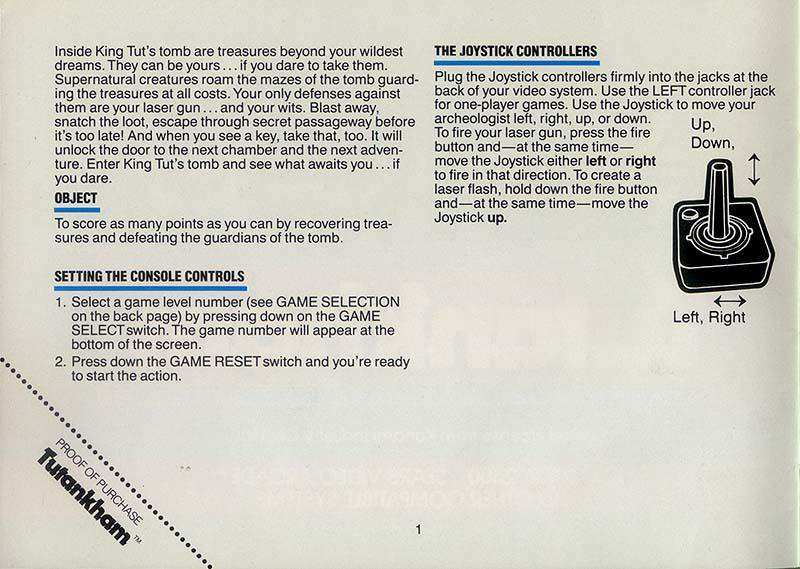 Inside King Tut's tomb are treasures beyond your wildest
dreams. They can be yours...if you dare to take them.
Supernatural creatures roam the mazes of the tomb guard-
ing the treasures at all costs. Your only defenses against
them are your laser gun...and your wits. Blast away,
snatch the loot, escape through secret passageway before
it's too late! And when you see a key, take that, too. It will
unlock the door to the next chamber and the next adven-
ture. Enter King Tut's tomb and see what awaits you...if
you dare.
OBJECT
To score as many points as you can by recovering trea-
sures and defeating the guardians of the tomb.
SETTING THE CONSOLE CONTROLS
1. Select a game level number (see GAME SELECTION
on the back page) by pressing down on the GAME
SELECT switch. The game number will appear at the
bottom of the screen.
2. Press down the GAME RESET switch and you're ready
to start the action.
PROOF OF PURCHASE
Tutankham™
THE JOYSTICK CONTROLLERS
Plug the Joystick controllers firmly into the jacks at the
back of your video system. Use the LEFT controller jack
for one-player games. Use the Joystick to move your
archeologist left, right, up, or down.
To fire your laser gun, press the fire
button and—at the same time—
move the Joystick either left or right
to fire in that direction. To create a
laser flash, hold down the fire button
and—at the same time—move the
Joystick up.
Up,
Down,
Left, Right
1